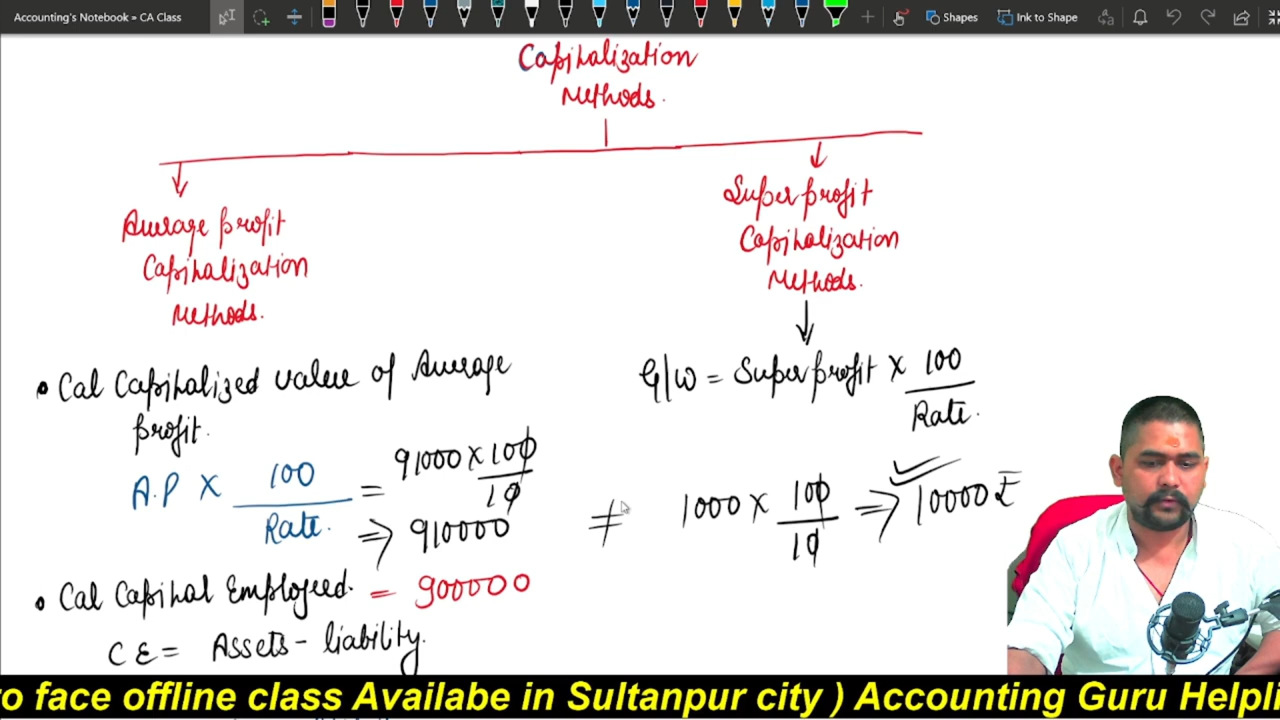 Accounting's Notebook » CA Class
Shapes
Ink to Shape
Capitalization
Methods.
Average profit
Capitalization
Methods.
Super profit
Capitalization
Methods.
• Cal Capitalized value of Average
profit.
A.P × 100/Rate. = 91000 × 100/10
⇒ 910000
G/W = Super profit × 100/Rate.
≠ 1000 × 100/10 ⇒ 10000 ₹
• Cal Capital Employeed. = 900000
C E = Assets - liability.
to face offline class Availabe in Sultanpur city ) Accounting Guru Helpli